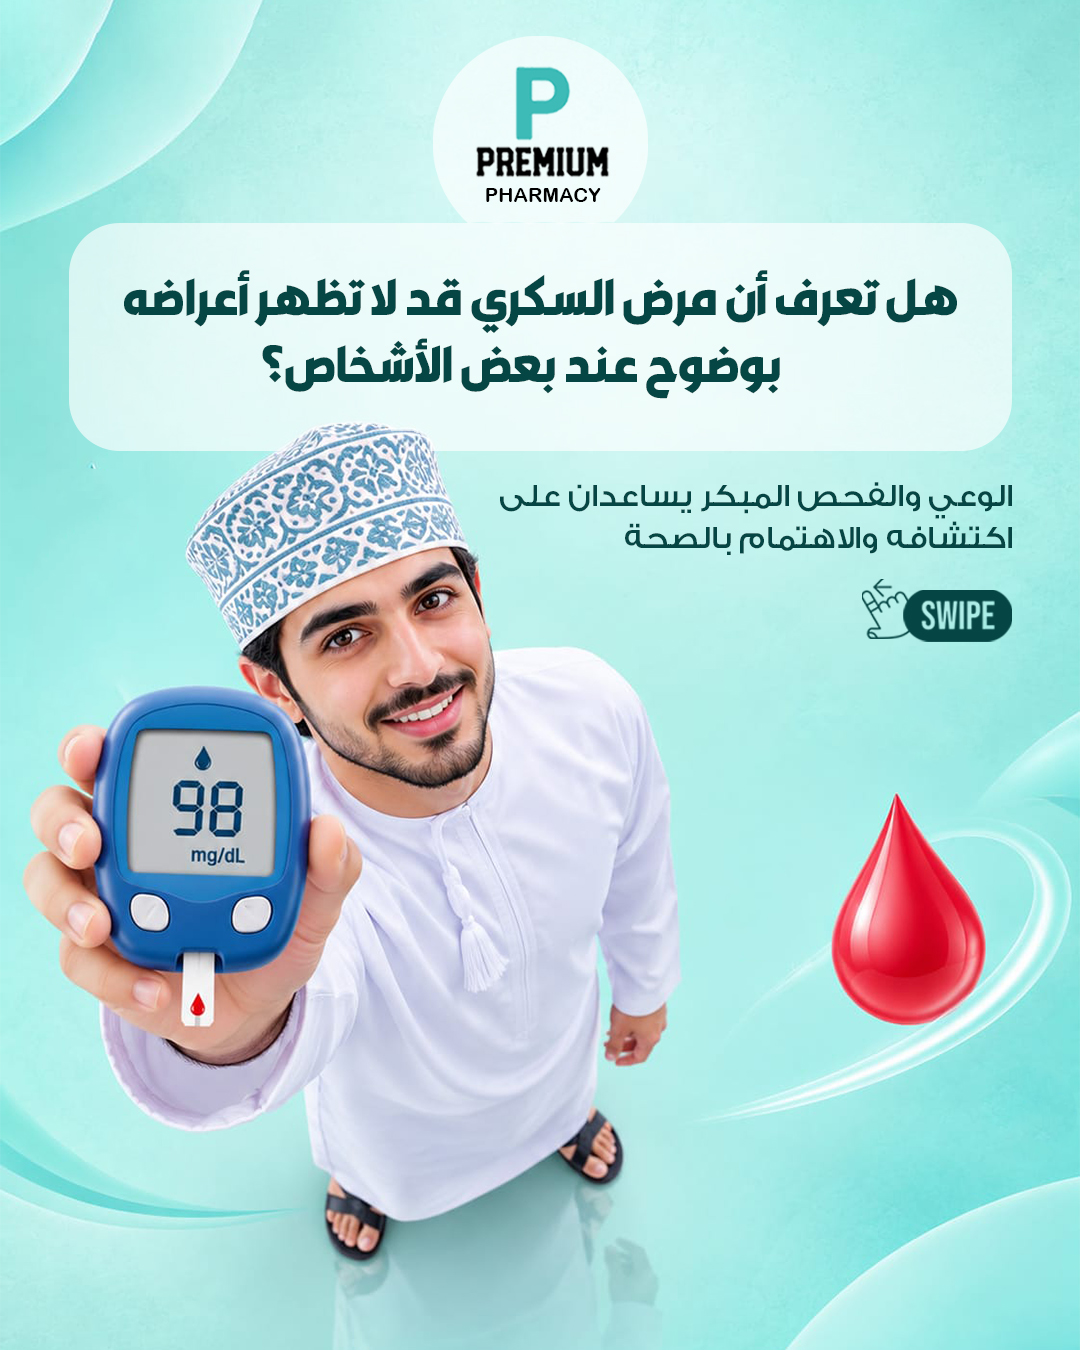 P
PREMIUM
PHARMACY
هل تعرف أن مرض السكري قد لا تظهر أعراضه
بوضوح عند بعض الأشخاص؟
الوعي والفحص المبكر يساعدان على
اكتشافه والاهتمام بالصحة
SWIPE
98
mg/dL